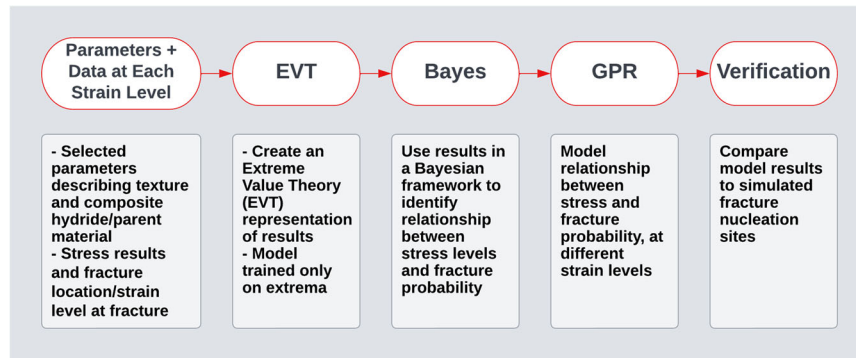 Parameters +
Data at Each
Strain Level
EVT
Bayes
GPR
Verification
- Selected
parameters
describing texture
and composite
hydride/parent
material
- Stress results
and fracture
location/strain
level at fracture
- Create an
Extreme
Value Theory
(EVT)
representation
of results
- Model
trained only
on extrema
Use results in
a Bayesian
framework to
identify
relationship
between
stress levels
and fracture
probability
Model
relationship
between
stress and
fracture
probability, at
different
strain levels
Compare
model results
to simulated
fracture
nucleation
sites